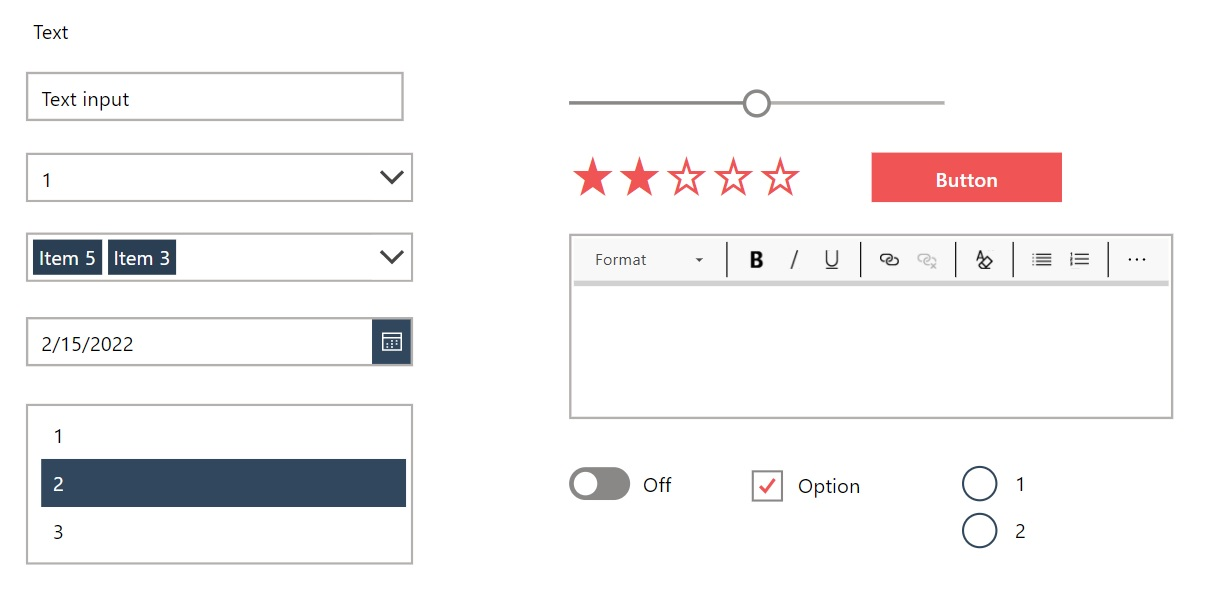 Text
Text input
1
Item 5 Item 3
2/15/2022
1
2
3
Button
Format B / U ...
Off
Option
1
2